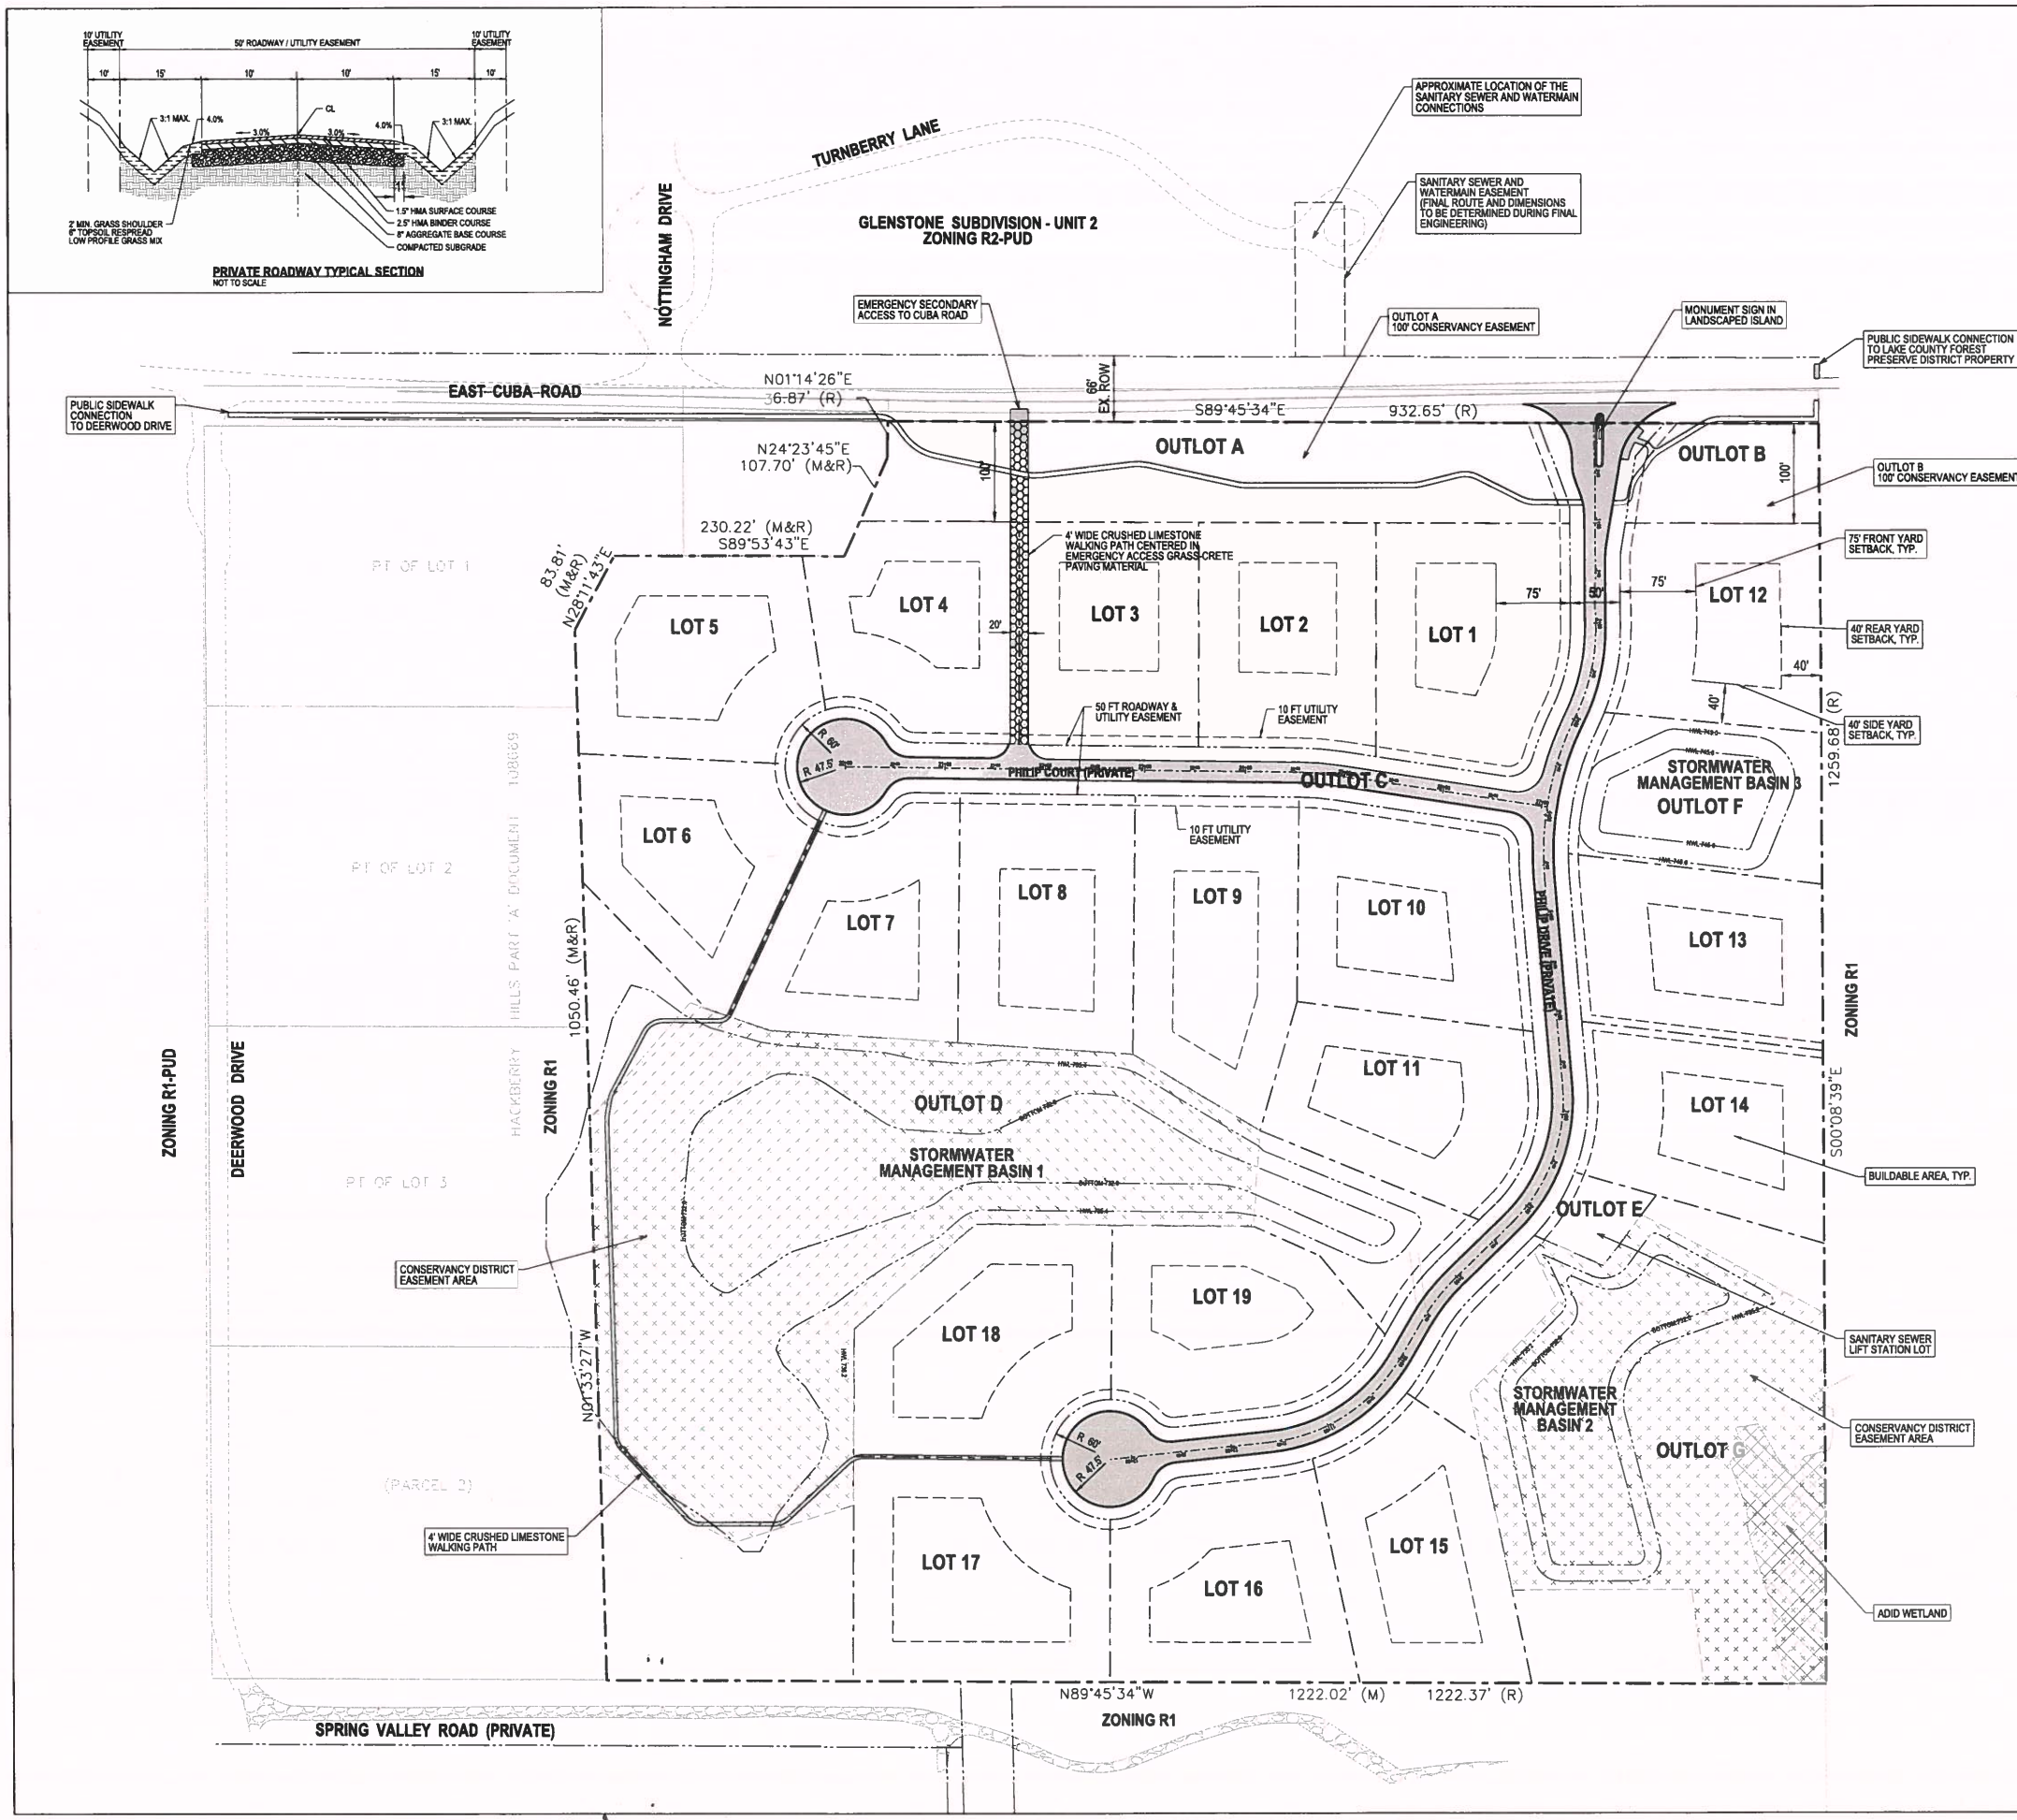 10' UTILITY
EASEMENT
50' ROADWAY / UTILITY EASEMENT
10' UTILITY
EASEMENT
10'
15'
10'
10'
15'
10'
CL
3:1 MAX.
4.0%
3.0%
3.0%
4.0%
3:1 MAX.
1.5" HMA SURFACE COURSE
2.5" HMA BINDER COURSE
8" AGGREGATE BASE COURSE
COMPACTED SUBGRADE
2' MIN. GRASS SHOULDER
6" TOPSOIL RESPREAD
LOW PROFILE GRASS MIX
PRIVATE ROADWAY TYPICAL SECTION
NOT TO SCALE
TURNBERRY LANE
NOTTINGHAM DRIVE
GLENSTONE SUBDIVISION - UNIT 2
ZONING R2-PUD
APPROXIMATE LOCATION OF THE
SANITARY SEWER AND WATERMAIN
CONNECTIONS
SANITARY SEWER AND
WATERMAIN EASEMENT
(FINAL ROUTE AND DIMENSIONS
TO BE DETERMINED DURING FINAL
ENGINEERING)
EMERGENCY SECONDARY
ACCESS TO CUBA ROAD
OUTLOT A
100' CONSERVANCY EASEMENT
MONUMENT SIGN IN
LANDSCAPED ISLAND
PUBLIC SIDEWALK CONNECTION
TO LAKE COUNTY FOREST
PRESERVE DISTRICT PROPERTY
PUBLIC SIDEWALK
CONNECTION
TO DEERWOOD DRIVE
EAST CUBA ROAD
N01°14'26"E
36.87' (R)
66'
EX. ROW
S89°45'34"E
932.65' (R)
N24°23'45"E
107.70' (M&R)
100'
OUTLOT A
OUTLOT B
100'
OUTLOT B
100' CONSERVANCY EASEMENT
230.22' (M&R)
S89°53'43"E
83.81'
(M&R)
N28°11'43"E
4' WIDE CRUSHED LIMESTONE
WALKING PATH CENTERED IN
EMERGENCY ACCESS GRASS-CRETE
PAVING MATERIAL
75' FRONT YARD
SETBACK, TYP.
PT OF LOT 1
LOT 5
LOT 4
20'
LOT 3
LOT 2
LOT 1
75'
50'
75'
LOT 12
40' REAR YARD
SETBACK, TYP.
40'
40'
40' SIDE YARD
SETBACK, TYP.
1259.68' (R)
50 FT ROADWAY &
UTILITY EASEMENT
10 FT UTILITY
EASEMENT
R 60'
R 47.5'
PHILIP COURT (PRIVATE)
OUTLOT C
STORMWATER
MANAGEMENT BASIN 3
OUTLOT F
LOT 6
10 FT UTILITY
EASEMENT
PT OF LOT 2
HACKBERRY HILLS PART 'A' DOCUMENT 108669
LOT 7
LOT 8
LOT 9
LOT 10
PHILIP DRIVE (PRIVATE)
LOT 13
1050.46' (M&R)
ZONING R1
ZONING R1-PUD
DEERWOOD DRIVE
ZONING R1
S00°08'39"E
LOT 11
LOT 14
OUTLOT D
STORMWATER
MANAGEMENT BASIN 1
PT OF LOT 3
BUILDABLE AREA, TYP.
OUTLOT E
CONSERVANCY DISTRICT
EASEMENT AREA
LOT 19
LOT 18
N01°33'27"W
SANITARY SEWER
LIFT STATION LOT
STORMWATER
MANAGEMENT
BASIN 2
CONSERVANCY DISTRICT
EASEMENT AREA
OUTLOT G
R 60'
R 47.5'
(PARCEL 2)
4' WIDE CRUSHED LIMESTONE
WALKING PATH
LOT 17
LOT 16
LOT 15
ADID WETLAND
N89°45'34"W
1222.02' (M)
1222.37' (R)
ZONING R1
SPRING VALLEY ROAD (PRIVATE)